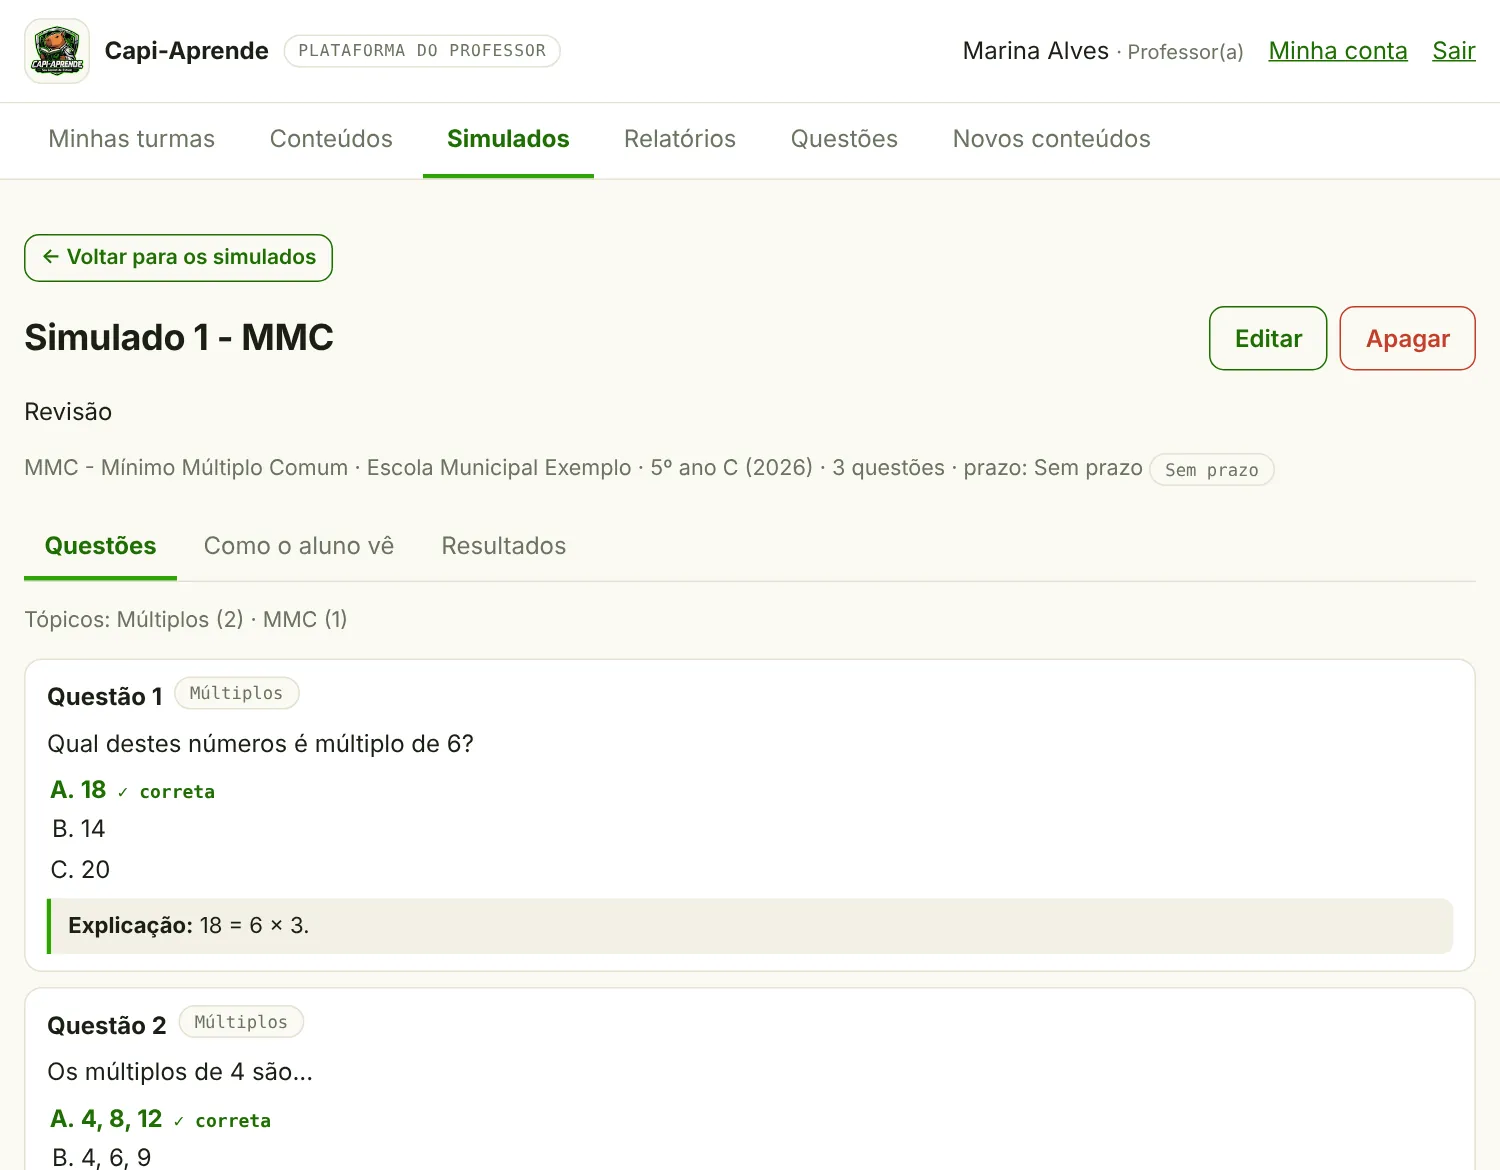 CAPI-APRENDE
Capi-Aprende PLATAFORMA DO PROFESSOR Marina Alves · Professor(a) Minha conta Sair
Minhas turmas Conteúdos Simulados Relatórios Questões Novos conteúdos
← Voltar para os simulados
Simulado 1 - MMC Editar Apagar
Revisão
MMC - Mínimo Múltiplo Comum · Escola Municipal Exemplo · 5º ano C (2026) · 3 questões · prazo: Sem prazo Sem prazo
Questões Como o aluno vê Resultados
Tópicos: Múltiplos (2) · MMC (1)
Questão 1 Múltiplos
Qual destes números é múltiplo de 6?
A. 18 ✓ correta
B. 14
C. 20
Explicação: 18 = 6 × 3.
Questão 2 Múltiplos
Os múltiplos de 4 são...
A. 4, 8, 12 ✓ correta
B. 4, 6, 9